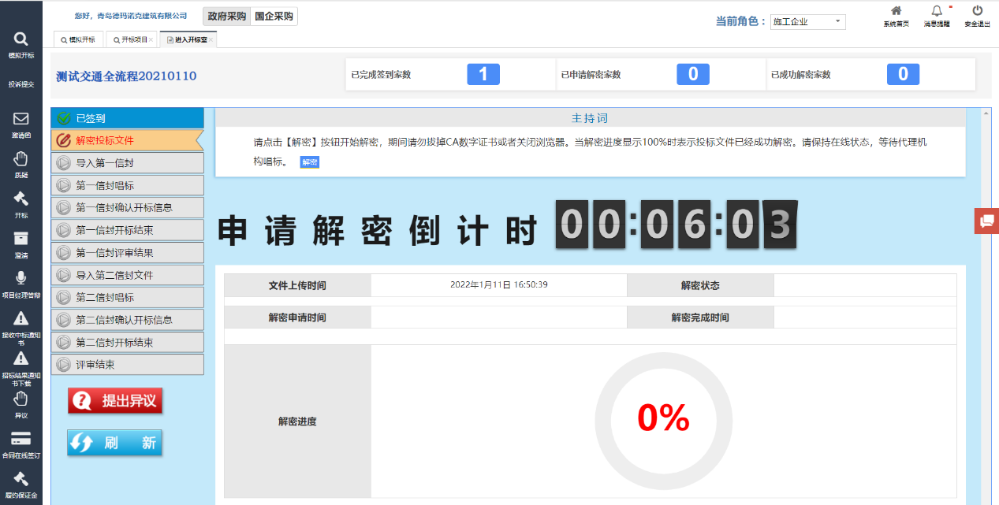 您好，青岛德玛诺克建筑有限公司
政府采购 国企采购
当前角色： 施工企业
系统首页 消息提醒 安全退出
模拟开标 开标项目 进入开标室
测试交通全流程20210110
已完成签到家数 1 已申请解密家数 0 已成功解密家数 0
模拟开标
投诉提交
邀请函
质疑
开标
澄清
项目经理答辩
接收中标通知
书
招标结果通知
书下载
异议
合同在线签订
履约保证金
已签到
解密投标文件
导入第一信封
第一信封唱标
第一信封确认开标信息
第一信封开标结束
第一信封评审结果
导入第二信封文件
第二信封唱标
第二信封确认开标信息
第二信封开标结束
评审结束
提出异议
刷 新
主持词
请点击【解密】按钮开始解密，期间请勿拔掉CA数字证书或者关闭浏览器。当解密进度显示100%时表示投标文件已经成功解密。请保持在线状态，等待代理机
构唱标。 解密
申请解密倒计时 00:06:03
文件上传时间 2022年1月11日 16:50:39 解密状态
解密申请时间 解密完成时间
解密进度 0%